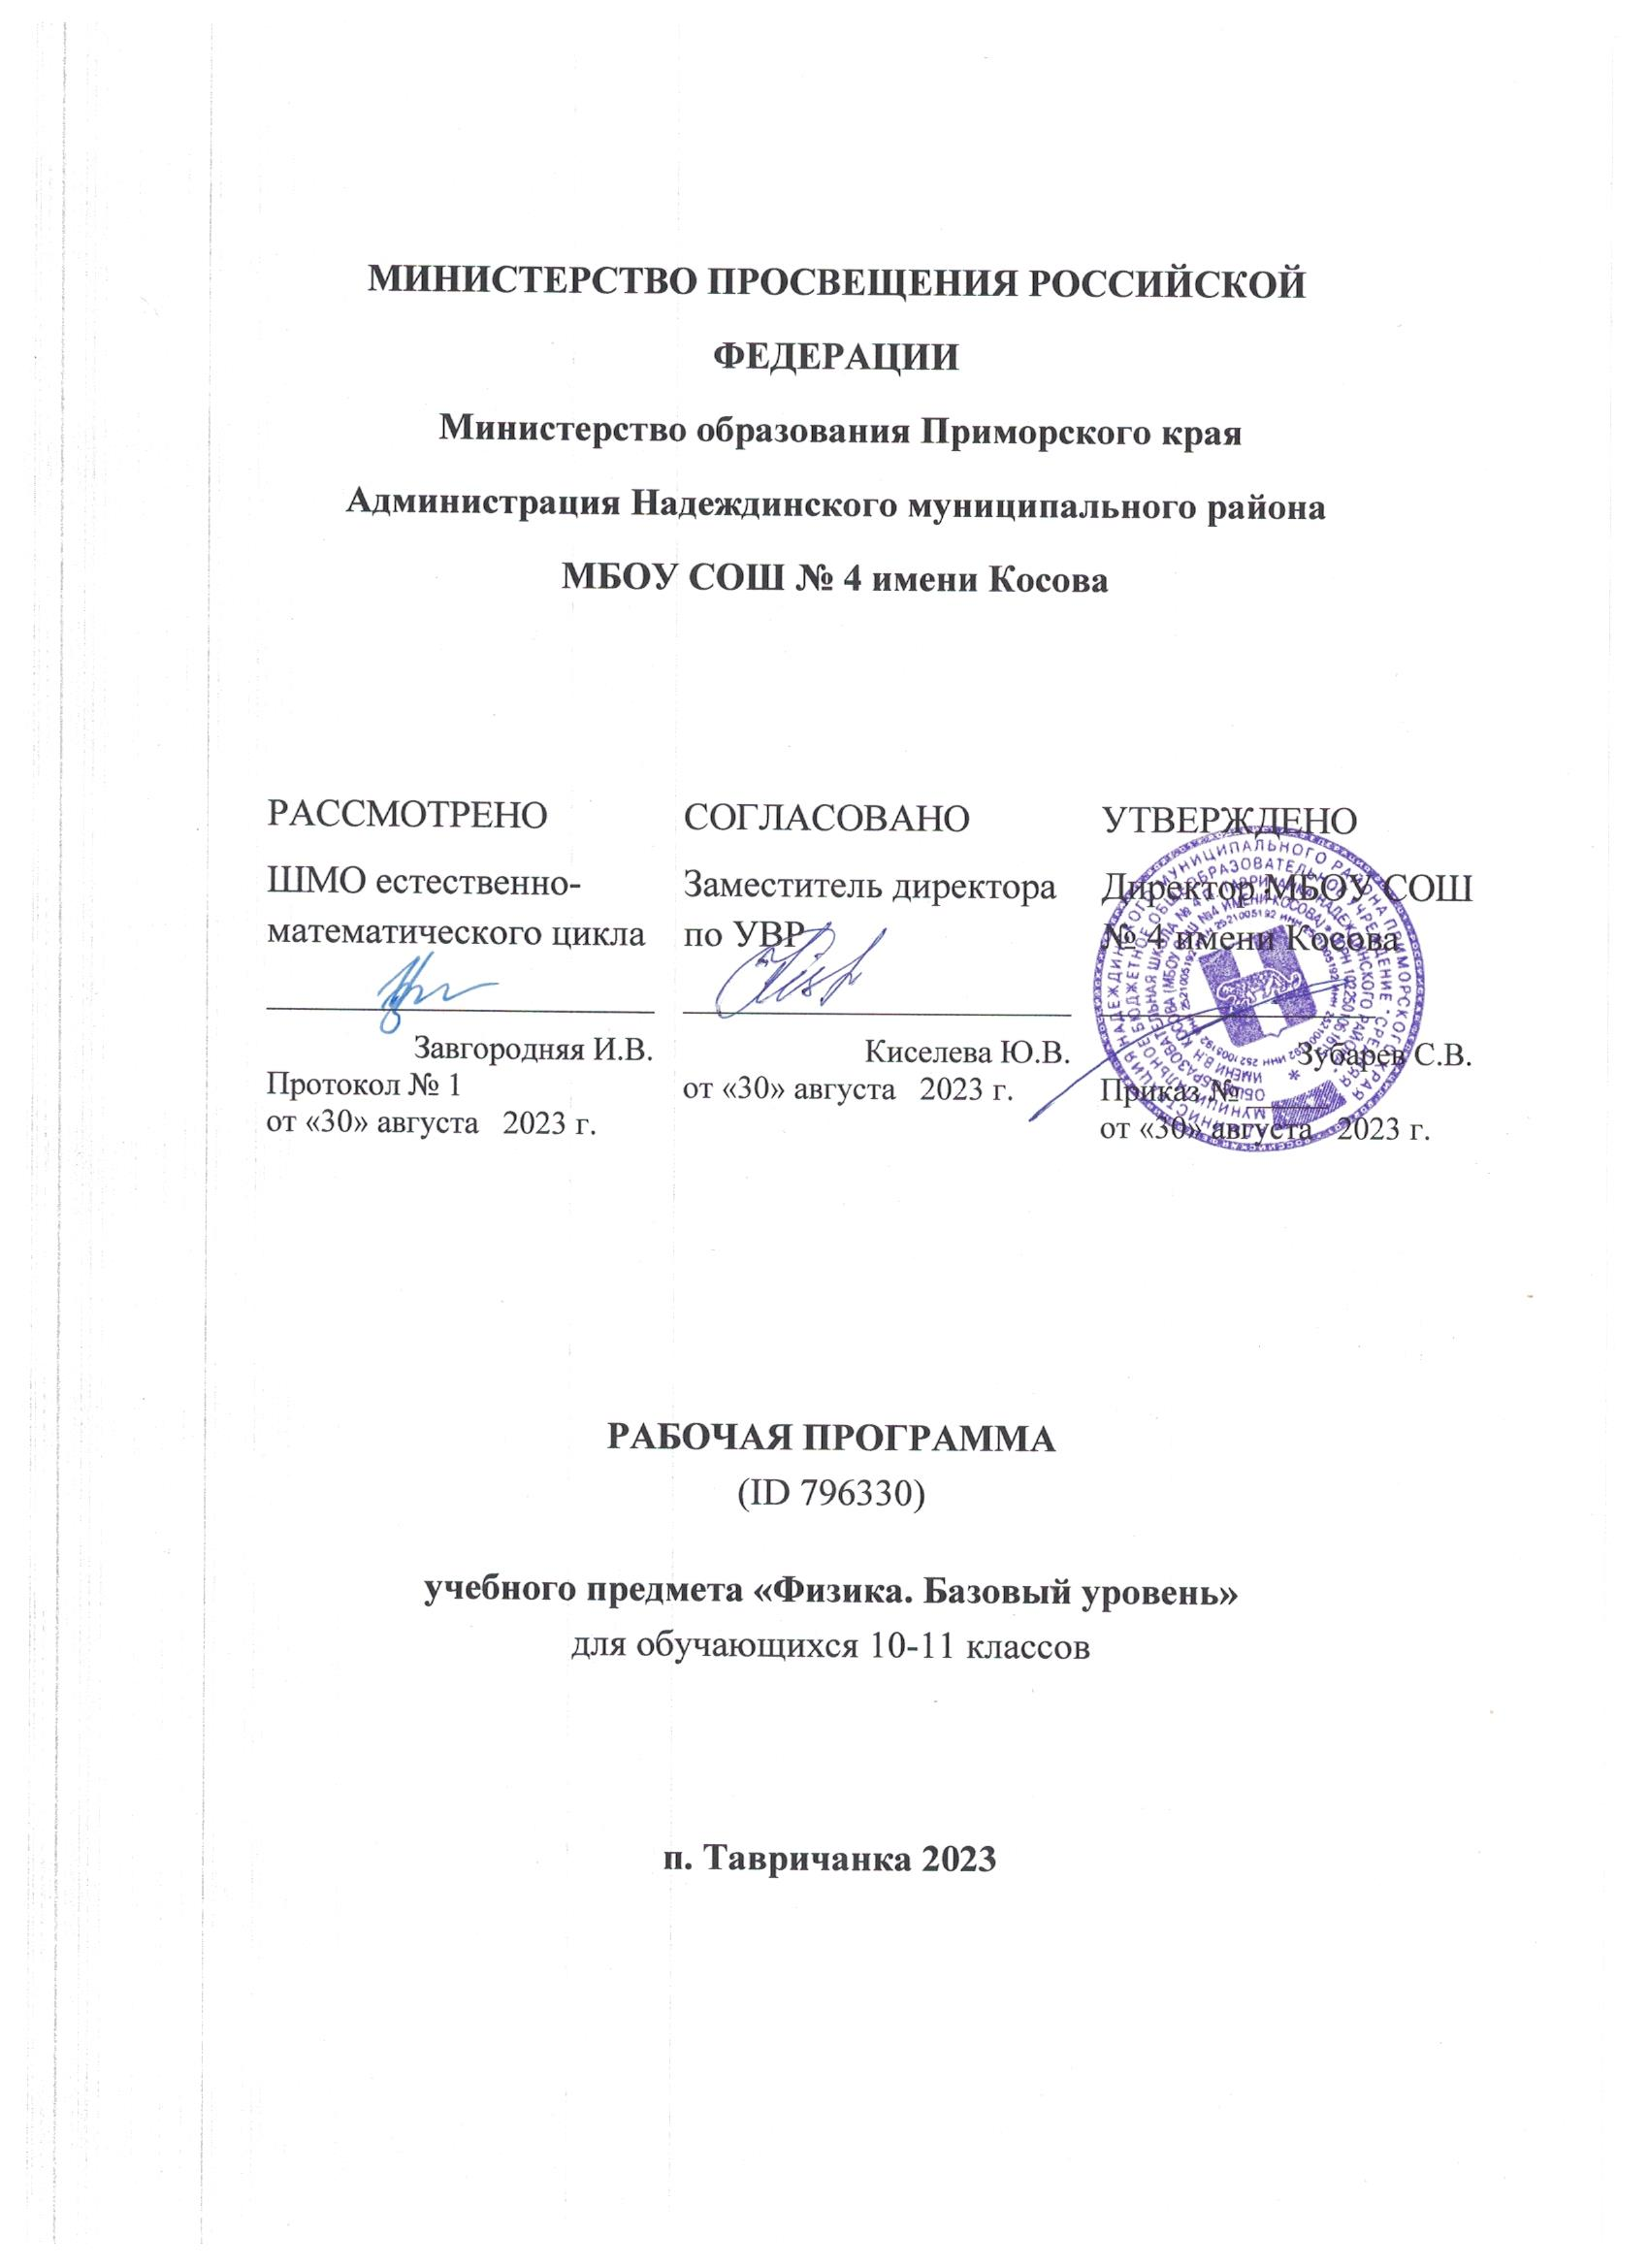 МИНИСТЕРСТВО ПРОСВЕЩЕНИЯ РОССИЙСКОЙ
ФЕДЕРАЦИИ
Министерство образования Приморского края
Администрация Надеждинского муниципального района
МБОУ СОШ № 4 имени Косова
РАССМОТРЕНО
ШМО естественно-
математического цикла
Завгородняя И.В.
Протокол № 1
от «30» августа 2023 г.
СОГЛАСОВАНО
Заместитель директора
по УВР
Киселева Ю.В.
от «30» августа 2023 г.
УТВЕРЖДЕНО
Директор МБОУ СОШ
№ 4 имени Косова
Зубарев С.В.
Приказ №
от «30» августа 2023 г.
РАБОЧАЯ ПРОГРАММА
(ID 796330)
учебного предмета «Физика. Базовый уровень»
для обучающихся 10-11 классов
п. Тавричанка 2023